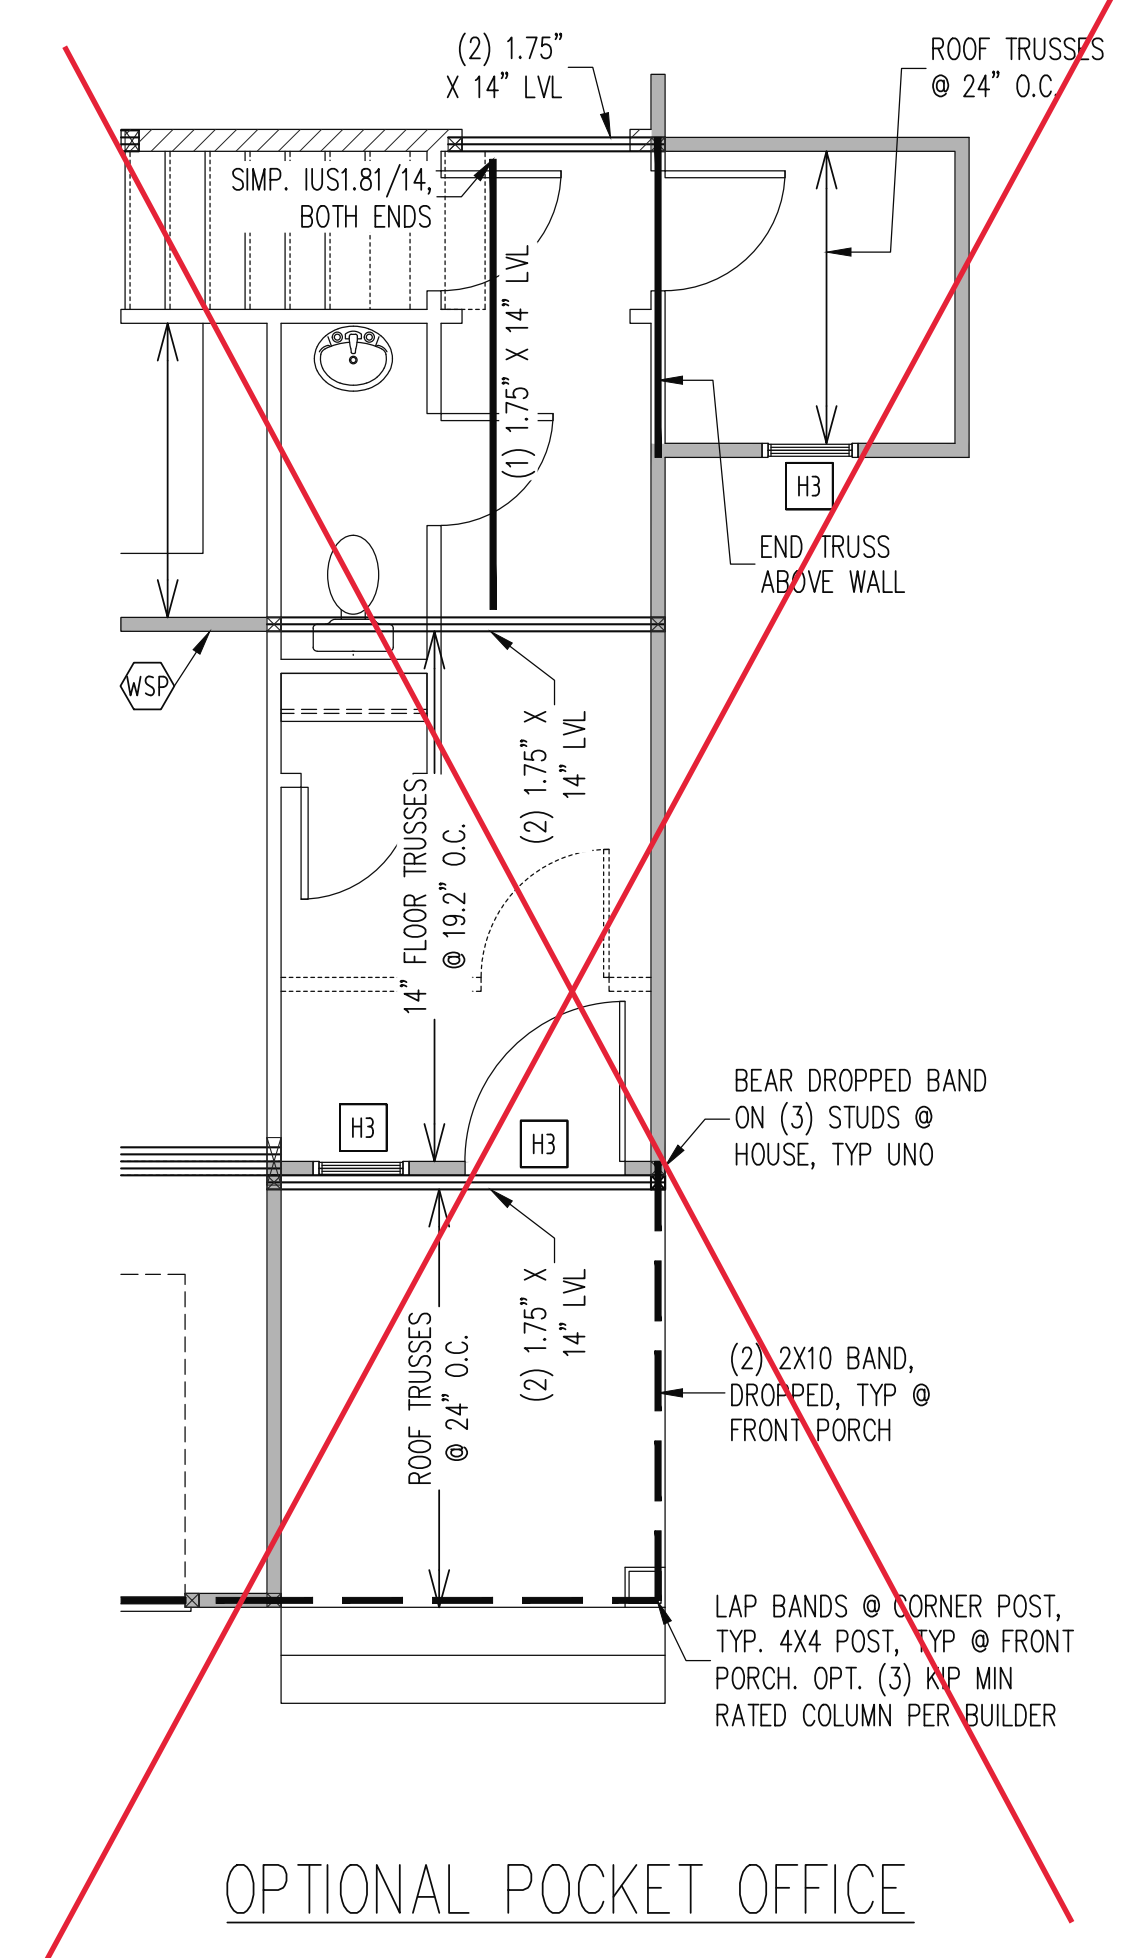 (2) 1.75"
X 14" LVL
ROOF TRUSSES
@ 24" O.C.
SIMP. IUS1.81/14,
BOTH ENDS
(1) 1.75" X 14" LVL
H3
END TRUSS
ABOVE WALL
WSP
(2) 1.75" X
14" LVL
14" FLOOR TRUSSES
@ 19.2" O.C.
H3
H3
BEAR DROPPED BAND
ON (3) STUDS @
HOUSE, TYP UNO
(2) 1.75" X
14" LVL
ROOF TRUSSES
@ 24" O.C.
(2) 2X10 BAND,
DROPPED, TYP @
FRONT PORCH
LAP BANDS @ CORNER POST,
TYP. 4X4 POST, TYP @ FRONT
PORCH. OPT. (3) KIP MIN
RATED COLUMN PER BUILDER
OPTIONAL POCKET OFFICE